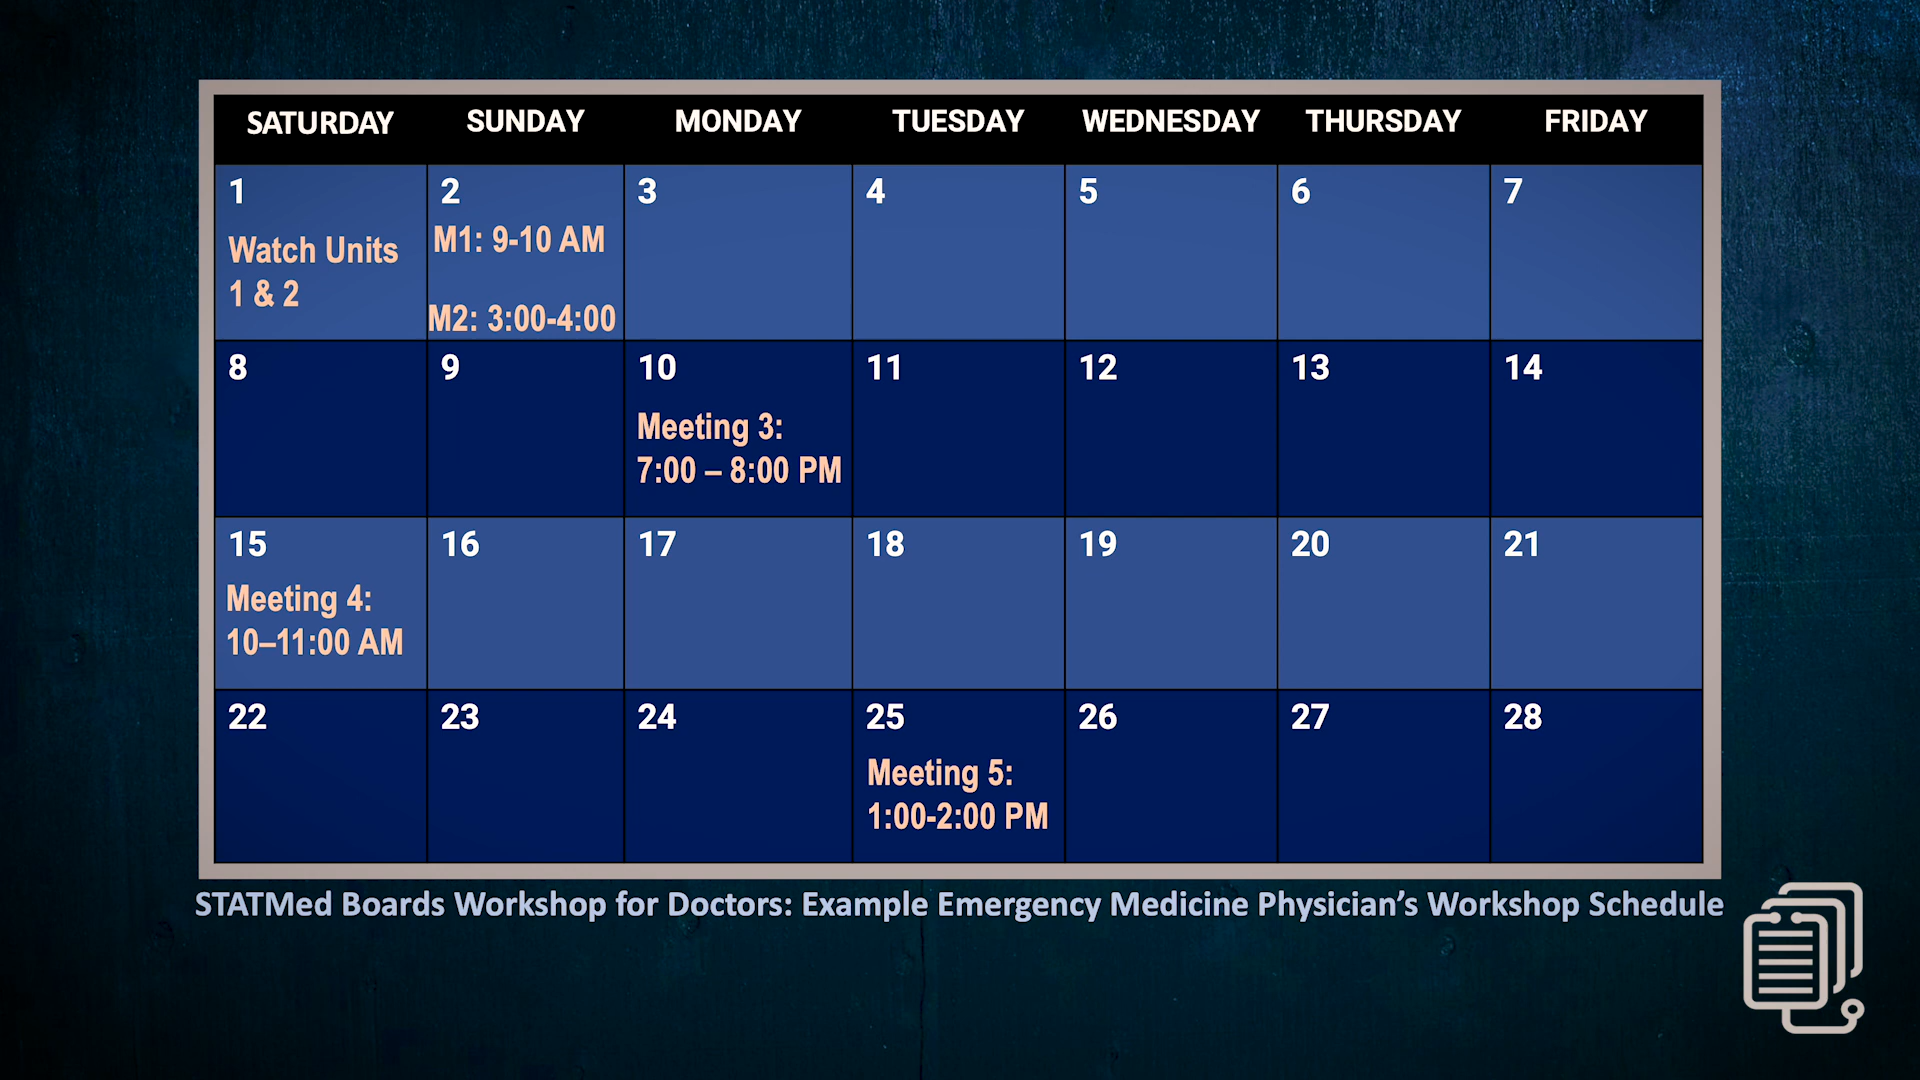 SATURDAY SUNDAY MONDAY TUESDAY WEDNESDAY THURSDAY FRIDAY
1
Watch Units
1 & 2
2
M1: 9-10 AM
M2: 3:00-4:00
3
4
5
6
7
8
9
10
Meeting 3:
7:00 – 8:00 PM
11
12
13
14
15
Meeting 4:
10–11:00 AM
16
17
18
19
20
21
22
23
24
25
Meeting 5:
1:00-2:00 PM
26
27
28
STATMed Boards Workshop for Doctors: Example Emergency Medicine Physician’s Workshop Schedule